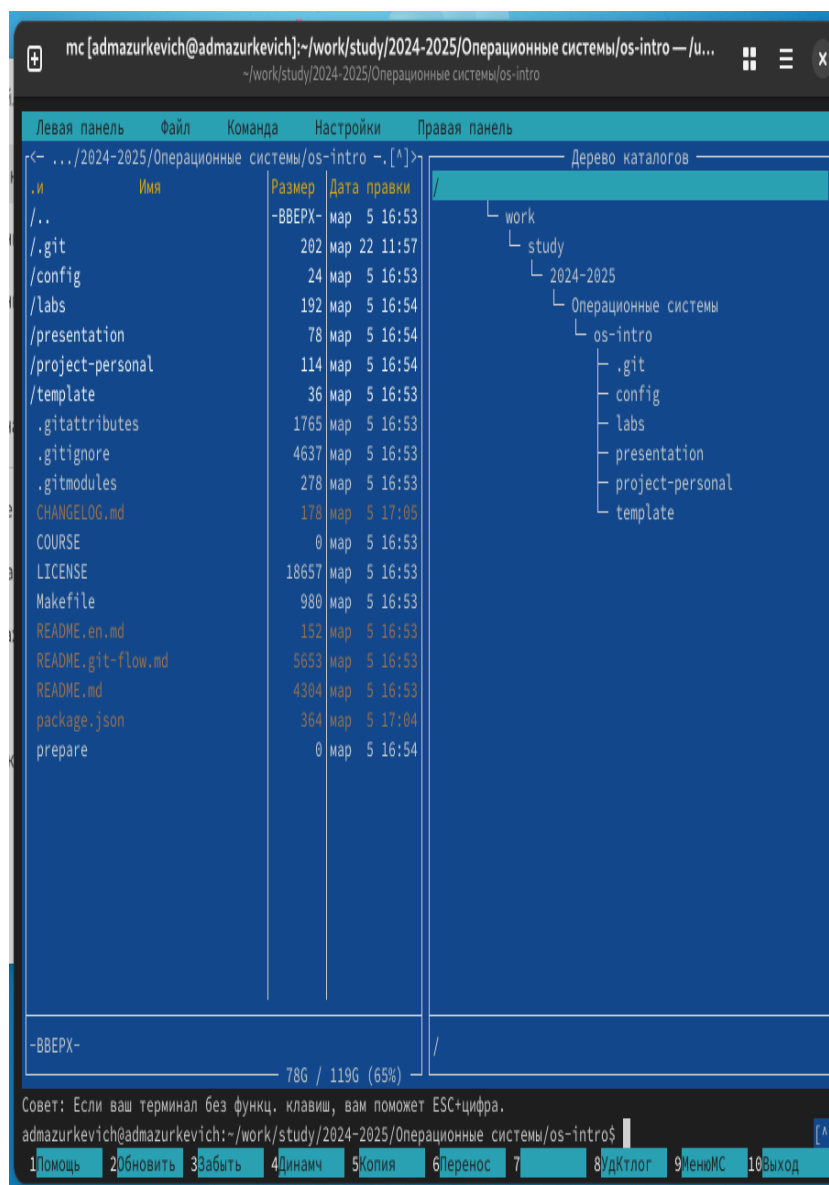 mc [admazurkevich@admazurkevich]:~/work/study/2024-2025/Операционные системы/os-intro — /u...
~/work/study/2024-2025/Операционные системы/os-intro
Левая панель Файл Команда Настройки Правая панель
<— .../2024-2025/Операционные системы/os-intro —.[^]>
.и Имя Размер Дата правки
/.. -ВВЕРХ- мар 5 16:53
/.git 202 мар 22 11:57
/config 24 мар 5 16:53
/labs 192 мар 5 16:54
/presentation 78 мар 5 16:54
/project-personal 114 мар 5 16:54
/template 36 мар 5 16:53
.gitattributes 1765 мар 5 16:53
.gitignore 4637 мар 5 16:53
.gitmodules 278 мар 5 16:53
CHANGELOG.md 178 мар 5 17:05
COURSE 0 мар 5 16:53
LICENSE 18657 мар 5 16:53
Makefile 980 мар 5 16:53
README.en.md 152 мар 5 16:53
README.git-flow.md 5653 мар 5 16:53
README.md 4304 мар 5 16:53
package.json 364 мар 5 17:04
prepare 0 мар 5 16:54
-ВВЕРХ-
78G / 119G (65%)
Дерево каталогов
/
work
study
2024-2025
Операционные системы
os-intro
.git
config
labs
presentation
project-personal
template
/
Совет: Если ваш терминал без функц. клавиш, вам поможет ESC+цифра.
admazurkevich@admazurkevich:~/work/study/2024-2025/Операционные системы/os-intro$ [^
1Помощь 2Обновить 3Забыть 4Динамч 5Копия 6Перенос 7 8УдКтлог 9МенюМС 10Выход